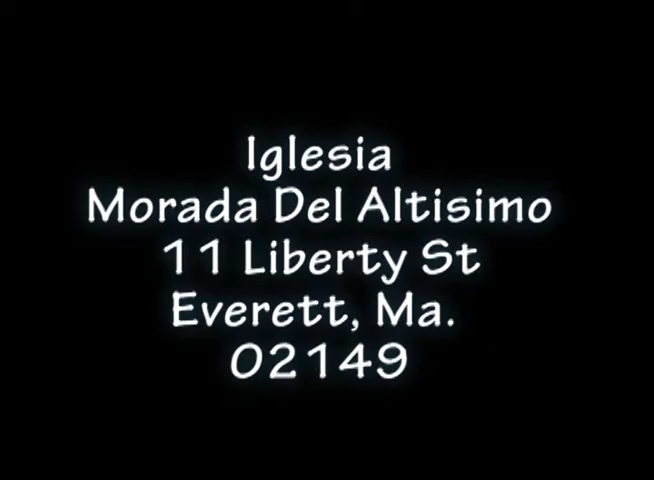 Iglesia
Morada Del Altisimo
11 Liberty St
Everett, Ma.
02149